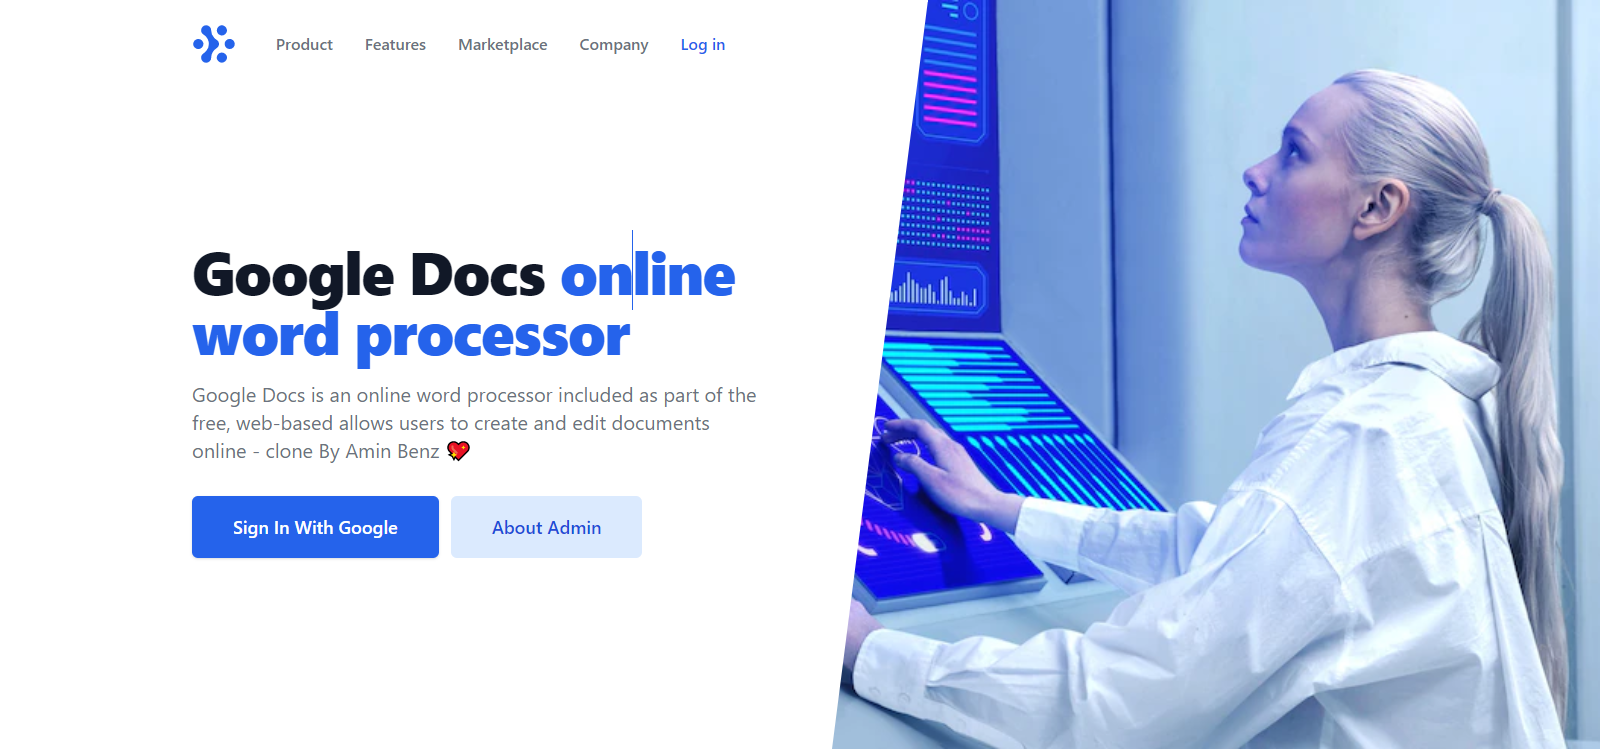 Product Features Marketplace Company Log in
Google Docs online
word processor
Google Docs is an online word processor included as part of the
free, web-based allows users to create and edit documents
online - clone By Amin Benz 💖
Sign In With Google About Admin